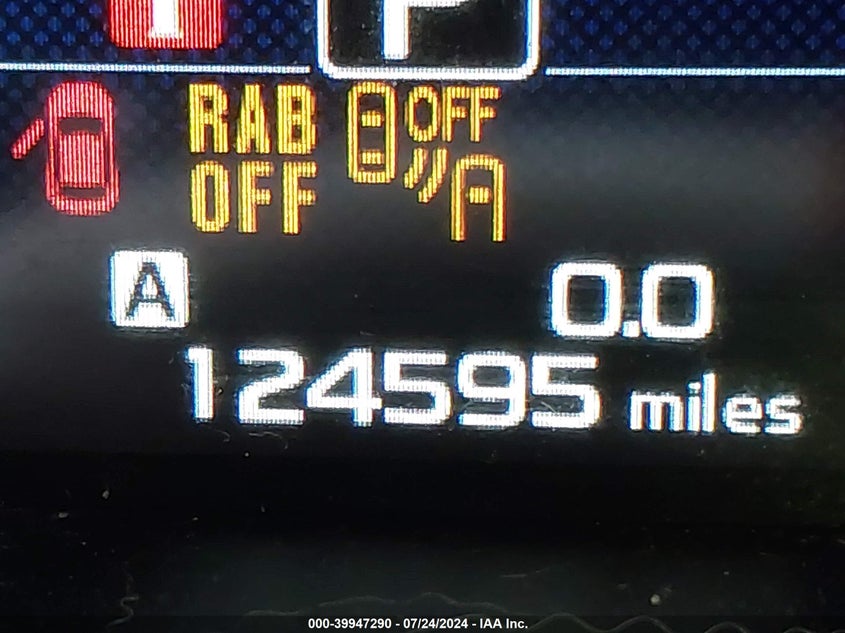 P
RAB OFF
OFF
A 0.0
124595 miles
000-39947290 - 07/24/2024 - IAA Inc.